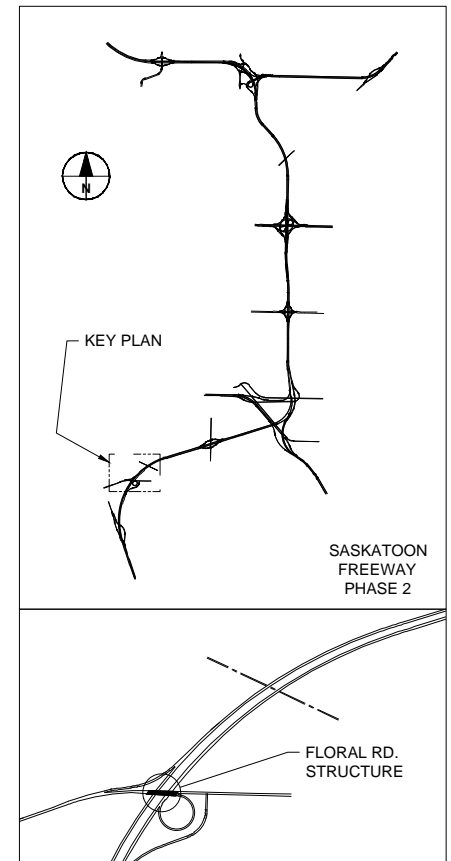 N
KEY PLAN
SASKATOON
FREEWAY
PHASE 2
FLORAL RD.
STRUCTURE